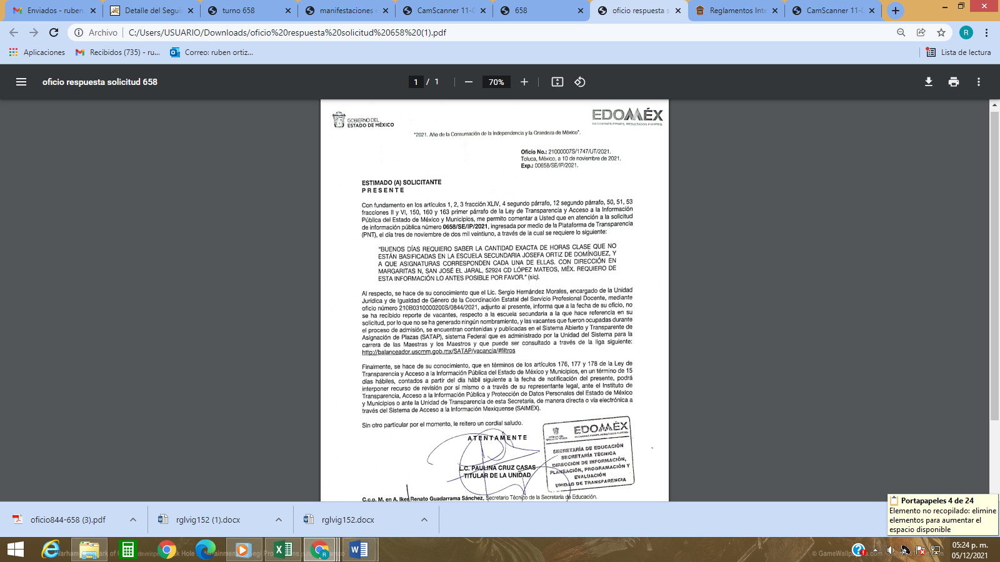 Enviados - ruben.
Detalle del Segui
turno 658
manifestaciones r
CamScanner 11-0
658
oficio respuesta s
Reglamentos Inte
CamScanner 11-0
Archivo | C:/Users/USUARIO/Downloads/oficio%20respuesta%20solicitud%20658%20(1).pdf
R
Aplicaciones
Recibidos (735) - ru...
Correo: ruben ortiz...
Lista de lectura
oficio respuesta solicitud 658
1 / 1
70%
GOBIERNO DEL
ESTADO DE MÉXICO
EDOMÉX
DECISIONES FIRMES, RESULTADOS FUERTES.
"2021. Año de la Consumación de la Independencia y la Grandeza de México".
Oficio No.: 21000007S/1747/UT/2021.
Toluca, México, a 10 de noviembre de 2021.
Exp.: 00658/SE/IP/2021.
ESTIMADO (A) SOLICITANTE
P R E S E N T E
Con fundamento en los artículos 1, 2, 3 fracción XLIV, 4 segundo párrafo, 12 segundo párrafo, 50, 51, 53
fracciones II y VI, 150, 160 y 163 primer párrafo de la Ley de Transparencia y Acceso a la Información
Pública del Estado de México y Municipios, me permito comentar a Usted que en atención a la solicitud
de información pública número 0658/SE/IP/2021, ingresada por medio de la Plataforma de Transparencia
(PNT), el día tres de noviembre de dos mil veintiuno, a través de la cual se requiere lo siguiente:
"BUENOS DÍAS REQUIERO SABER LA CANTIDAD EXACTA DE HORAS CLASE QUE NO
ESTÁN BASIFICADAS EN LA ESCUELA SECUNDARIA JOSEFA ORTIZ DE DOMÍNGUEZ, Y
A QUE ASIGNATURAS CORRESPONDEN CADA UNA DE ELLAS. CON DIRECCIÓN EN
MARGARITAS N, SAN JOSÉ EL JARAL, 52924 CD LÓPEZ MATEOS, MÉX. REQUIERO DE
ESTA INFORMACIÓN LO ANTES POSIBLE POR FAVOR." (sic).
Al respecto, se hace de su conocimiento que el Lic. Sergio Hernández Morales, encargado de la Unidad
Jurídica y de Igualdad de Género de la Coordinación Estatal del Servicio Profesional Docente, mediante
oficio número 210B0310000200S/0844/2021, adjunto al presente, informa que a la fecha de su oficio, no
se ha recibido reporte de vacantes, respecto a la escuela secundaria a la que hace referencia en su
solicitud, por lo que no se ha generado ningún nombramiento, y las vacantes que fueron ocupadas durante
el proceso de admisión, se encuentran contenidas y publicadas en el Sistema Abierto y Transparente de
Asignación de Plazas (SATAP), sistema Federal que es administrado por la Unidad del Sistema para la
carrera de las Maestras y los Maestros y que puede ser consultado a través de la liga siguiente:
http://balanceador.uscmm.gob.mx/SATAP/vacancia/#filtros
Finalmente, se hace de su conocimiento, que en términos de los artículos 176, 177 y 178 de la Ley de
Transparencia y Acceso a la Información Pública del Estado de México y Municipios, en un término de 15
días hábiles, contados a partir del día hábil siguiente a la fecha de notificación del presente, podrá
interponer recurso de revisión por sí mismo o a través de su representante legal, ante el Instituto de
Transparencia, Acceso a la Información Pública y Protección de Datos Personales del Estado de México
y Municipios o ante la Unidad de Transparencia de esta Secretaría, de manera directa o vía electrónica a
través del Sistema de Acceso a la Información Mexiquense (SAIMEX).
Sin otro particular por el momento, le reitero un cordial saludo.
A T E N T A M E N T E
L.C. PAULINA CRUZ CASAS
TITULAR DE LA UNIDAD
EDOMÉX
SECRETARÍA DE EDUCACIÓN
SECRETARÍA TÉCNICA
DIRECCIÓN DE INFORMACIÓN,
PLANEACIÓN, PROGRAMACIÓN Y
EVALUACIÓN
UNIDAD DE TRANSPARENCIA
C.c.p. M. en A. Iker Renato Guadarrama Sánchez, Secretario Técnico de la Secretaría de Educación.
Portapapeles 4 de 24
Elemento no recopilado: elimine
elementos para aumentar el
espacio disponible
oficio844-658 (3).pdf
rglvig152 (1).docx
rglvig152.docx
05:24 p. m.
05/12/2021